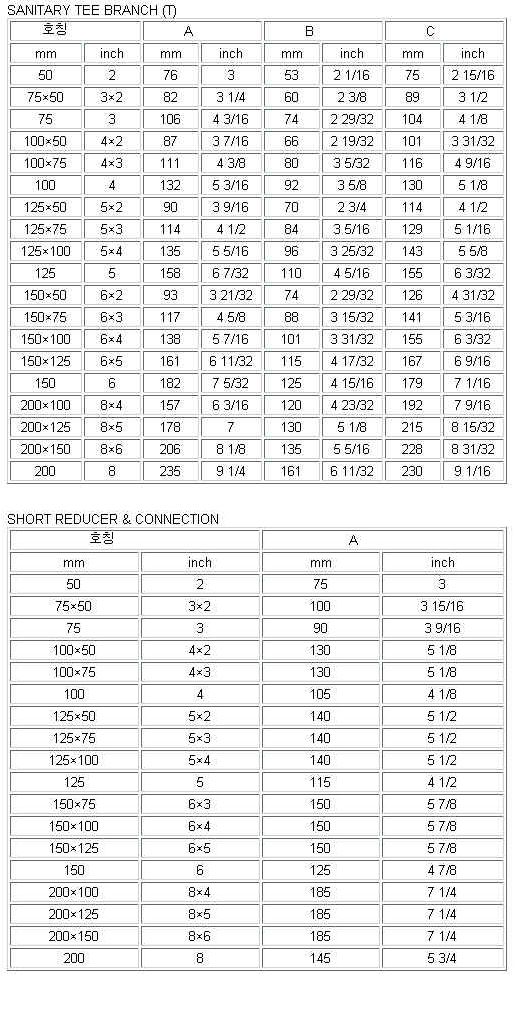 SANITARY TEE BRANCH (T)
호칭 A B C
mm inch mm inch mm inch mm inch
50 2 76 3 53 2 1/16 75 2 15/16
75×50 3×2 82 3 1/4 60 2 3/8 89 3 1/2
75 3 106 4 3/16 74 2 29/32 104 4 1/8
100×50 4×2 87 3 7/16 66 2 19/32 101 3 31/32
100×75 4×3 111 4 3/8 80 3 5/32 116 4 9/16
100 4 132 5 3/16 92 3 5/8 130 5 1/8
125×50 5×2 90 3 9/16 70 2 3/4 114 4 1/2
125×75 5×3 114 4 1/2 84 3 5/16 129 5 1/16
125×100 5×4 135 5 5/16 96 3 25/32 143 5 5/8
125 5 158 6 7/32 110 4 5/16 155 6 3/32
150×50 6×2 93 3 21/32 74 2 29/32 126 4 31/32
150×75 6×3 117 4 5/8 88 3 15/32 141 5 3/16
150×100 6×4 138 5 7/16 101 3 31/32 155 6 3/32
150×125 6×5 161 6 11/32 115 4 17/32 167 6 9/16
150 6 182 7 5/32 125 4 15/16 179 7 1/16
200×100 8×4 157 6 3/16 120 4 23/32 192 7 9/16
200×125 8×5 178 7 130 5 1/8 215 8 15/32
200×150 8×6 206 8 1/8 135 5 5/16 228 8 31/32
200 8 235 9 1/4 161 6 11/32 230 9 1/16
SHORT REDUCER & CONNECTION
호칭 A
mm inch mm inch
50 2 75 3
75×50 3×2 100 3 15/16
75 3 90 3 9/16
100×50 4×2 130 5 1/8
100×75 4×3 130 5 1/8
100 4 105 4 1/8
125×50 5×2 140 5 1/2
125×75 5×3 140 5 1/2
125×100 5×4 140 5 1/2
125 5 115 4 1/2
150×75 6×3 150 5 7/8
150×100 6×4 150 5 7/8
150×125 6×5 150 5 7/8
150 6 125 4 7/8
200×100 8×4 185 7 1/4
200×125 8×5 185 7 1/4
200×150 8×6 185 7 1/4
200 8 145 5 3/4